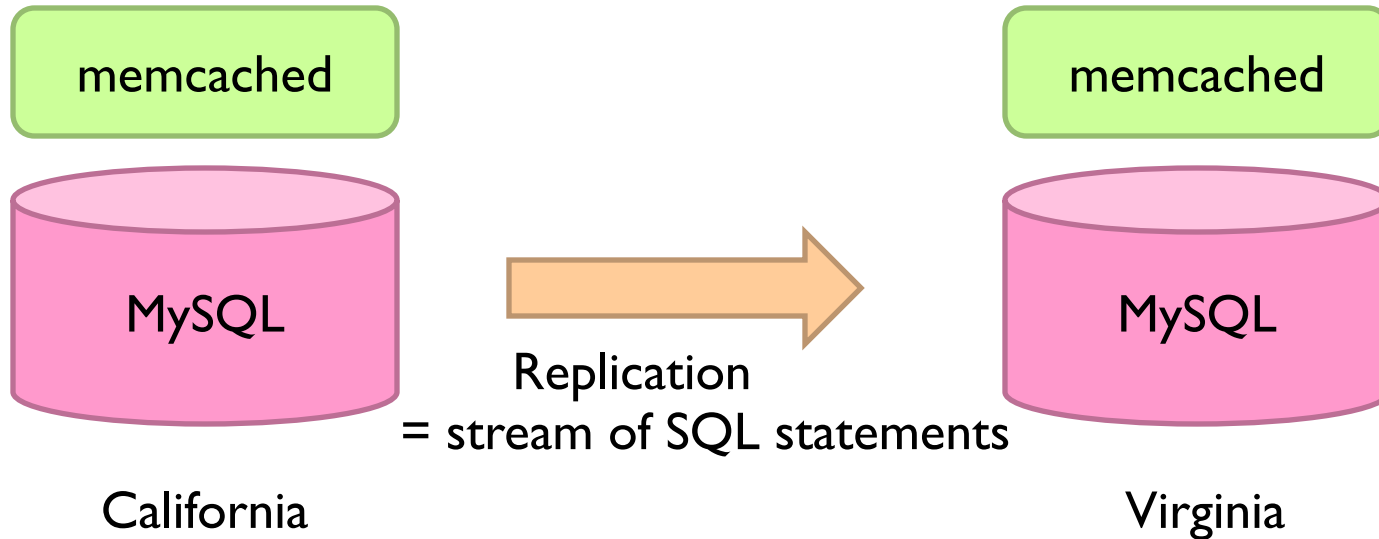 memcached
memcached
MySQL
MySQL
Replication
= stream of SQL statements
California
Virginia